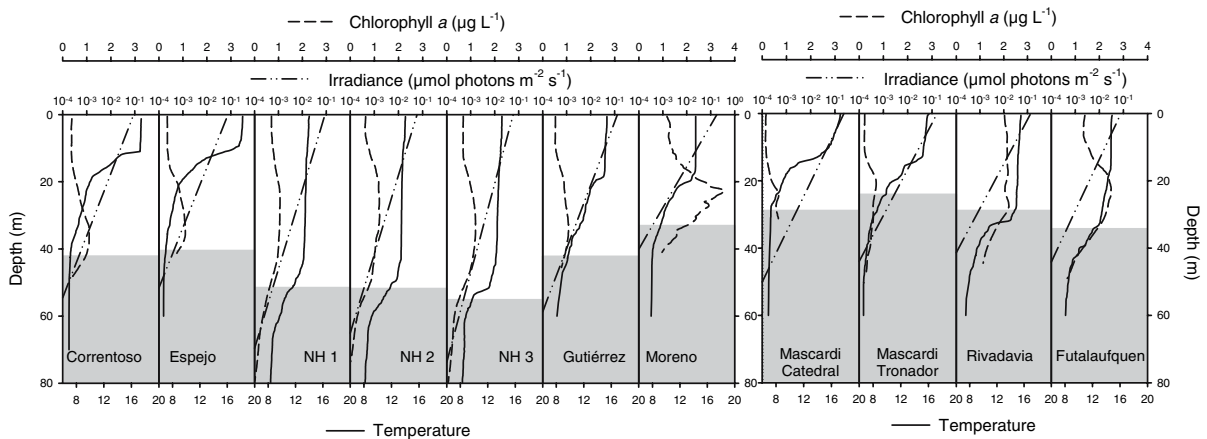 Chlorophyll a (µg L-1)
0 1 2 3 0 1 2 3 0 1 2 3 0 1 2 3 0 1 2 3 0 1 2 3 0 1 2 3 4
Irradiance (µmol photons m-2 s-1)
10-4 10-3 10-2 10-1 10-4 10-3 10-2 10-1 10-4 10-3 10-2 10-1 10-4 10-3 10-2 10-1 10-4 10-3 10-2 10-1 10-4 10-3 10-2 10-1 10-4 10-3 10-2 10-1 100
0
20
40
60
80
Depth (m)
Correntoso
Espejo
NH 1
NH 2
NH 3
Gutiérrez
Moreno
8 12 16 20 8 12 16 20 8 12 16 20 8 12 16 20 8 12 16 20 8 12 16 20 8 12 16 20
Temperature
Chlorophyll a (µg L-1)
0 1 2 3 0 1 2 3 0 1 2 3 0 1 2 3 4
Irradiance (µmol photons m-2 s-1)
10-4 10-3 10-2 10-1 10-4 10-3 10-2 10-1 10-4 10-3 10-2 10-1 10-4 10-3 10-2 10-1
0
20
40
60
80
Mascardi
Catedral
Mascardi
Tronador
Rivadavia
Futalaufquen
0
20
40
60
80
Depth (m)
8 12 16 20 8 12 16 20 8 12 16 20 8 12 16 20
Temperature